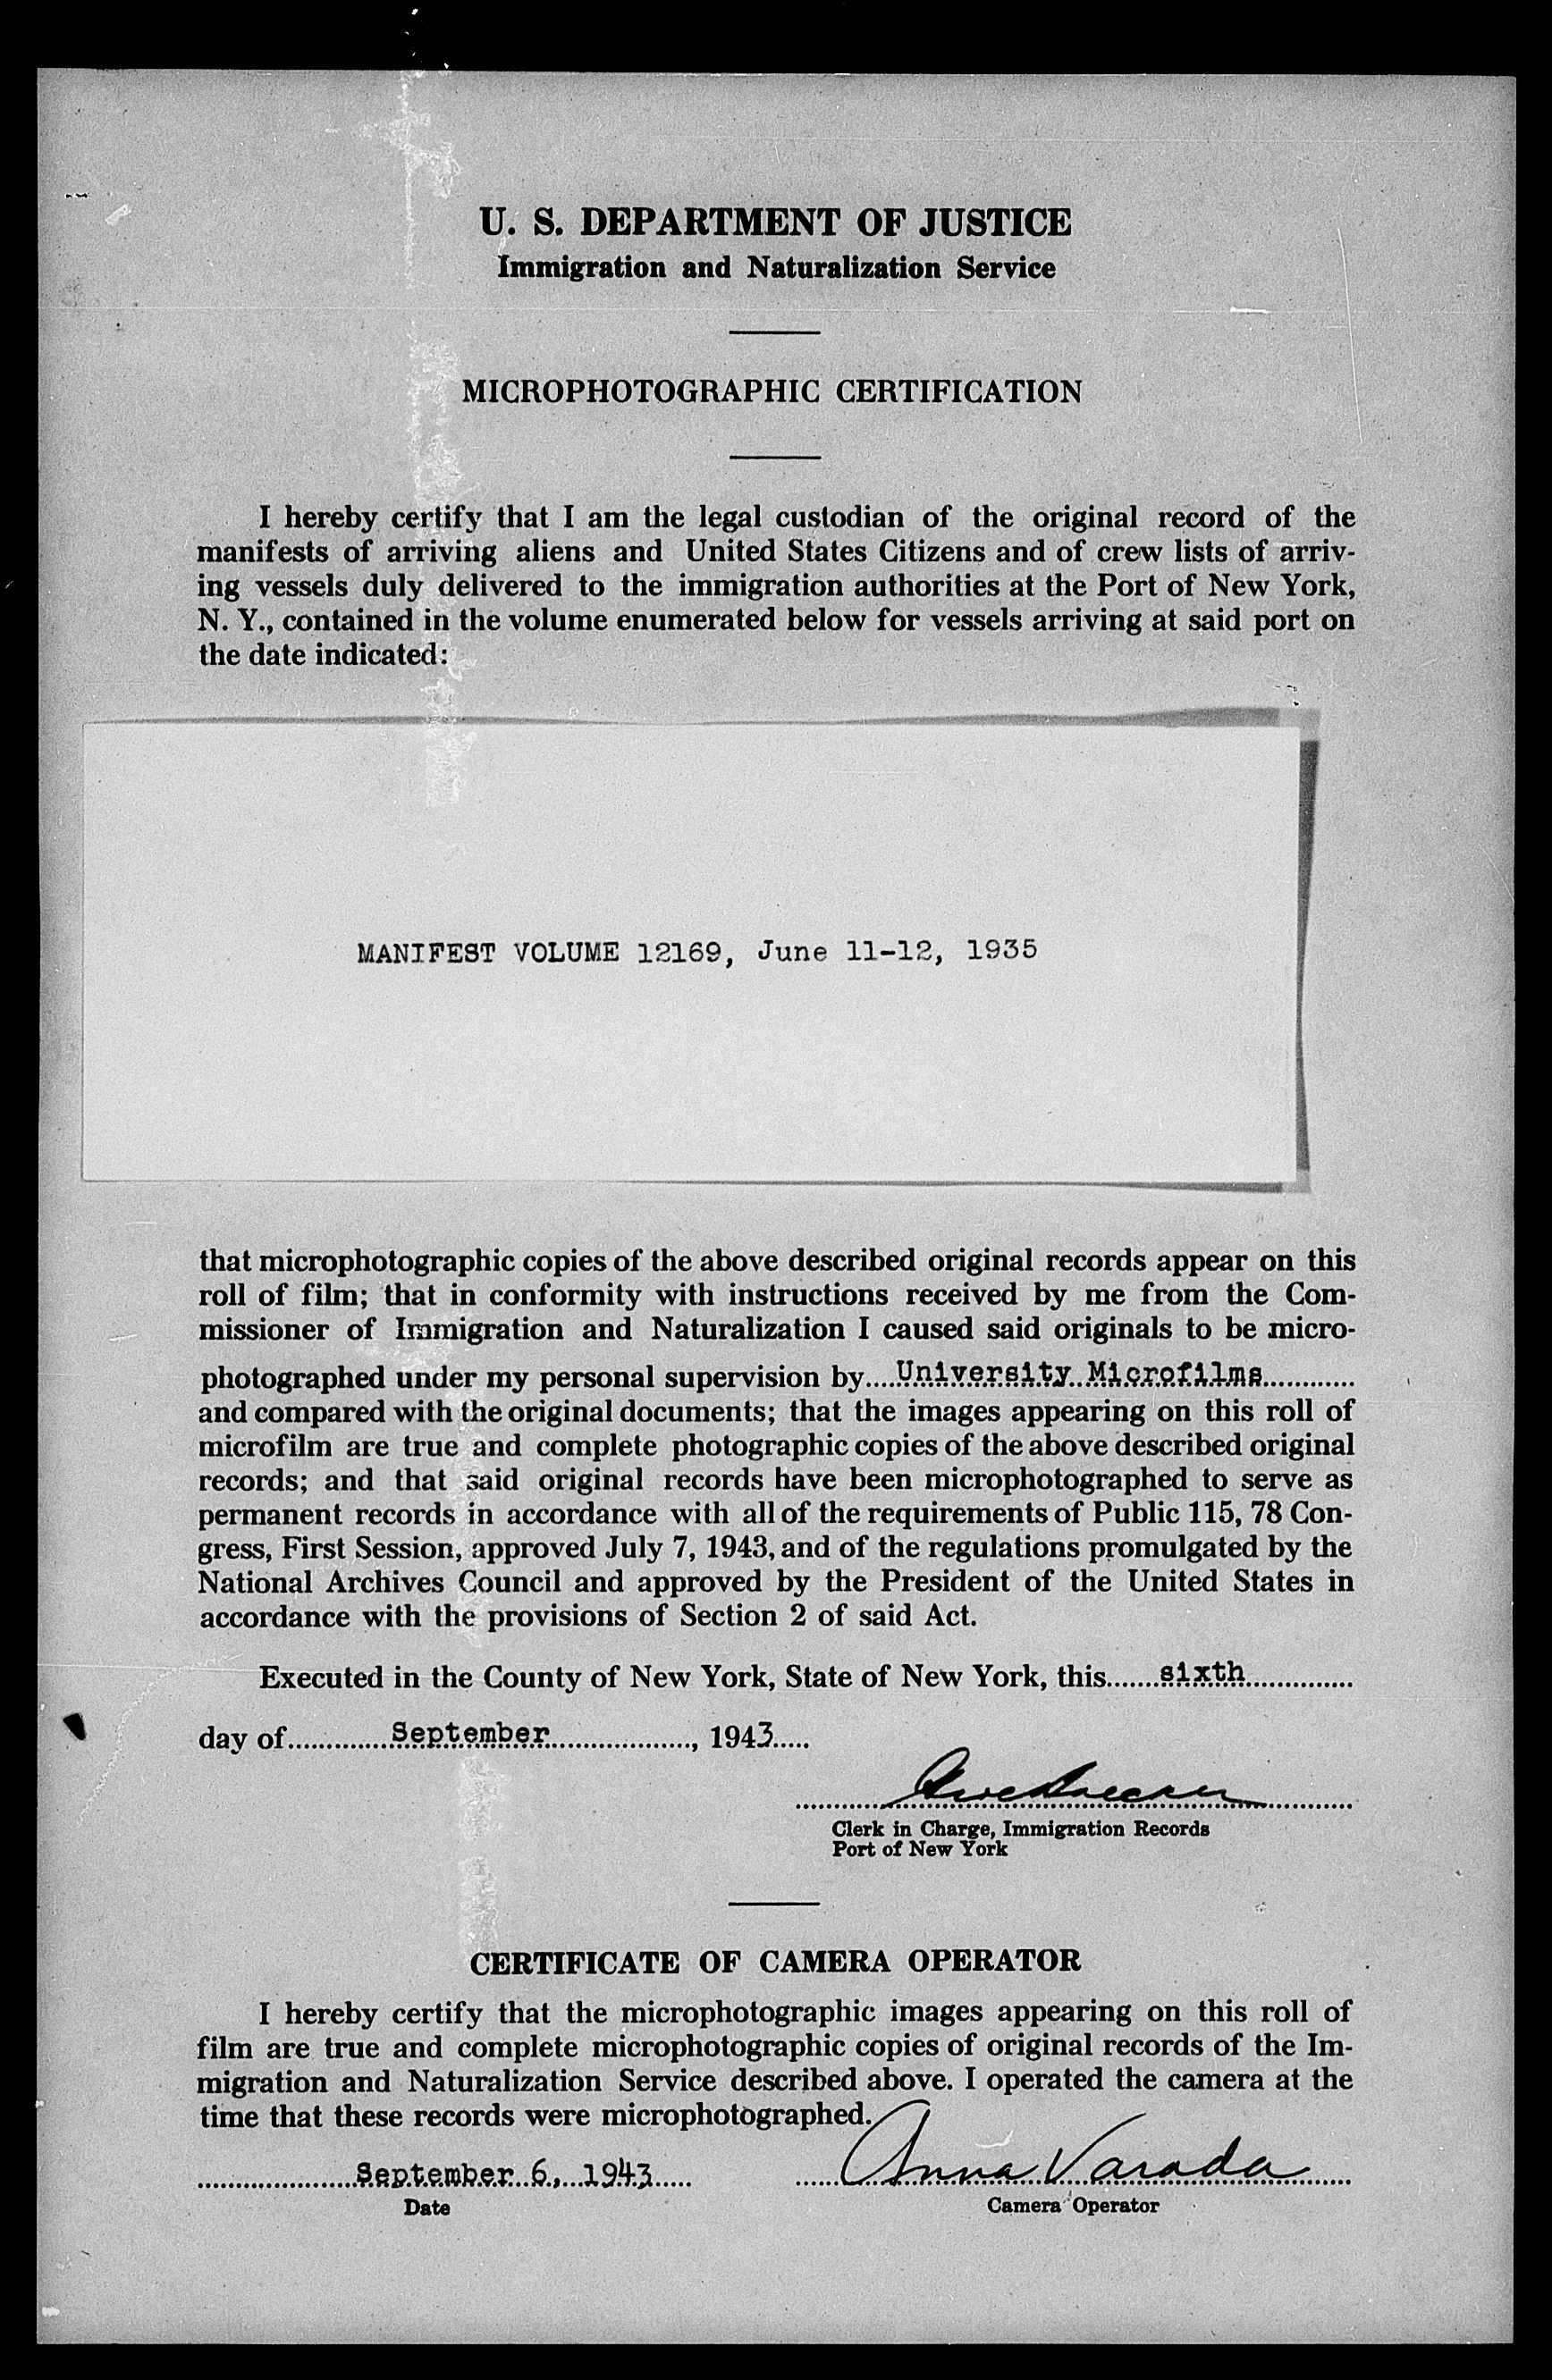 U. S. DEPARTMENT OF JUSTICE
Immigration and Naturalization Service
MICROPHOTOGRAPHIC CERTIFICATION
I hereby certify that I am the legal custodian of the original record of the
manifests of arriving aliens and United States Citizens and of crew lists of arriv-
ing vessels duly delivered to the immigration authorities at the Port of New York,
N. Y., contained in the volume enumerated below for vessels arriving at said port on
the date indicated:
MANIFEST VOLUME 12169, June 11-12, 1935
that microphotographic copies of the above described original records appear on this
roll of film; that in conformity with instructions received by me from the Com-
missioner of Immigration and Naturalization I caused said originals to be micro-
photographed under my personal supervision by....University Microfilms............
and compared with the original documents; that the images appearing on this roll of
microfilm are true and complete photographic copies of the above described original
records; and that said original records have been microphotographed to serve as
permanent records in accordance with all of the requirements of Public 115, 78 Con-
gress, First Session, approved July 7, 1943, and of the regulations promulgated by the
National Archives Council and approved by the President of the United States in
accordance with the provisions of Section 2 of said Act.
Executed in the County of New York, State of New York, this.......sixth..............
day of.............September..................., 1943.....
Clerk in Charge, Immigration Records
Port of New York
CERTIFICATE OF CAMERA OPERATOR
I hereby certify that the microphotographic images appearing on this roll of
film are true and complete microphotographic copies of original records of the Im-
migration and Naturalization Service described above. I operated the camera at the
time that these records were microphotographed.
September 6, 1943 Anna Varada
Date Camera Operator